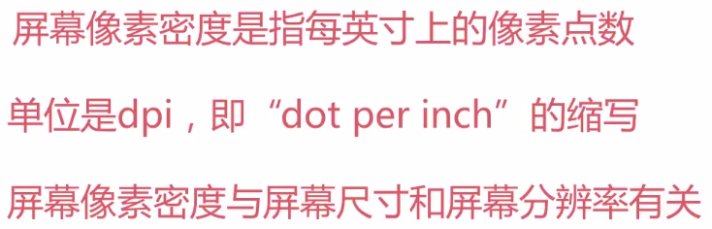 屏幕像素密度是指每英寸上的像素点数
单位是dpi，即“dot per inch”的缩写
屏幕像素密度与屏幕尺寸和屏幕分辨率有关